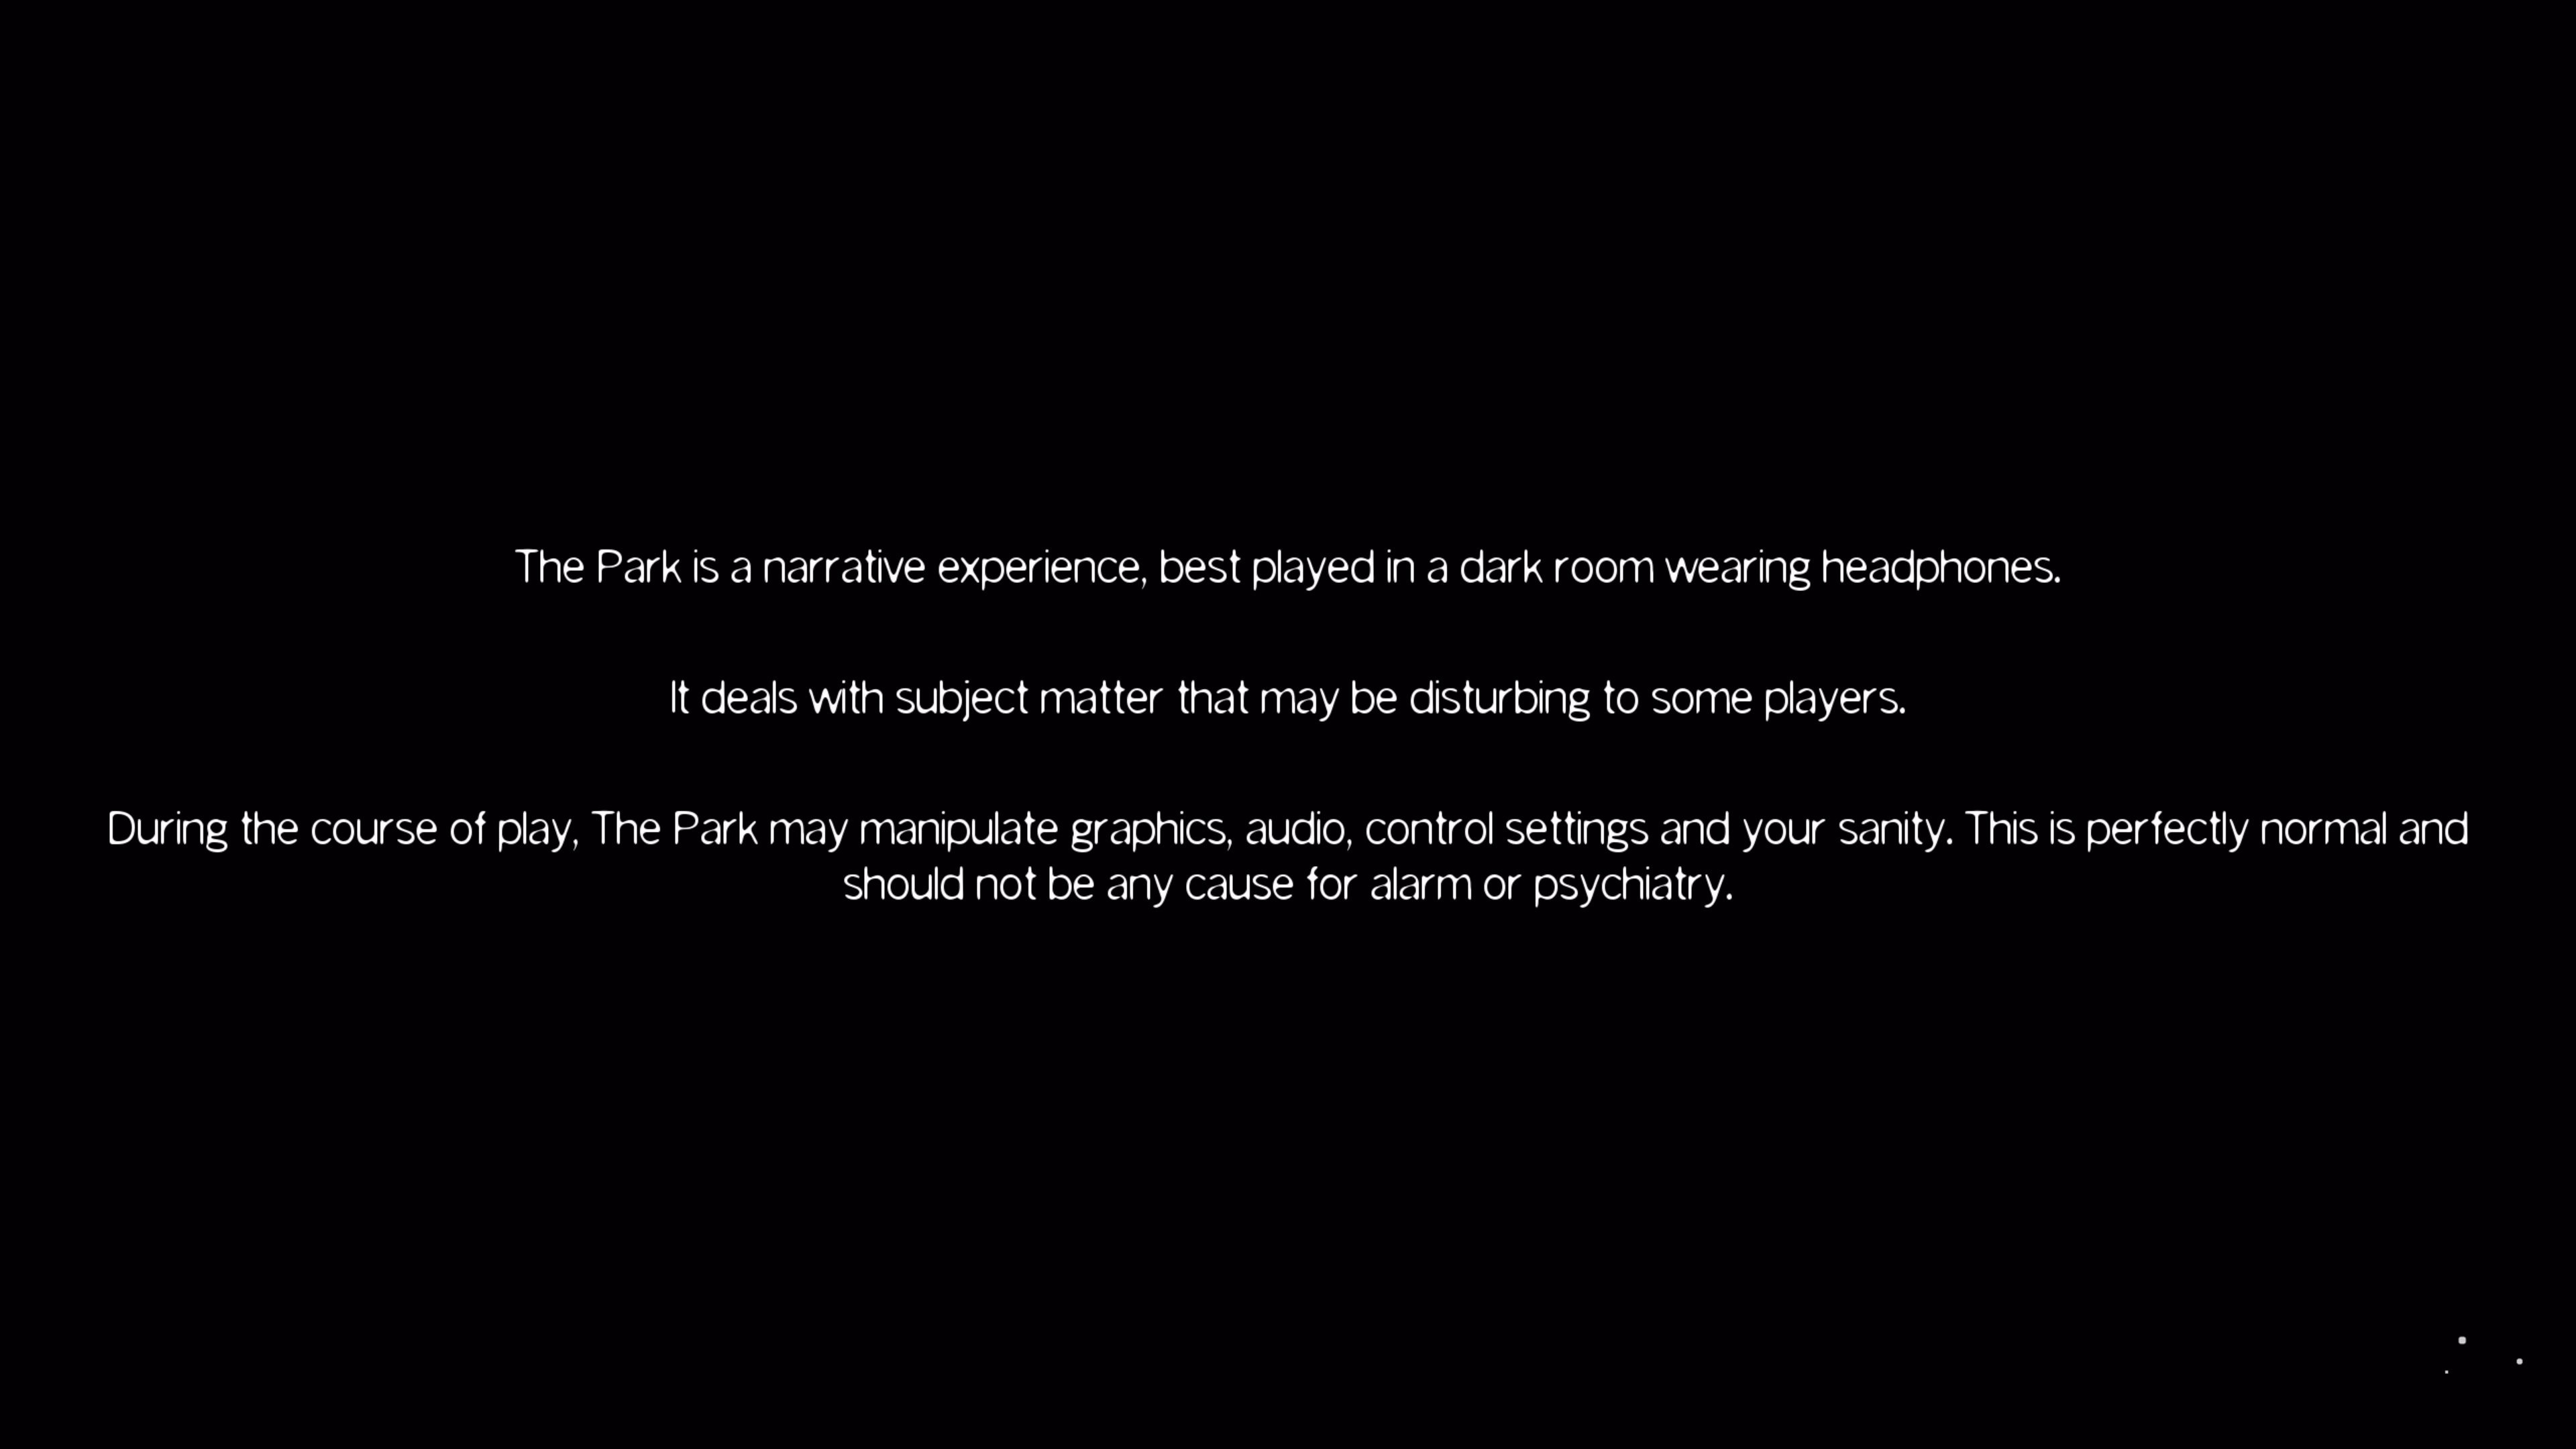 The Park is a narrative experience, best played in a dark room wearing headphones.
It deals with subject matter that may be disturbing to some players.
During the course of play, The Park may manipulate graphics, audio, control settings and your sanity. This is perfectly normal and
should not be any cause for alarm or psychiatry.